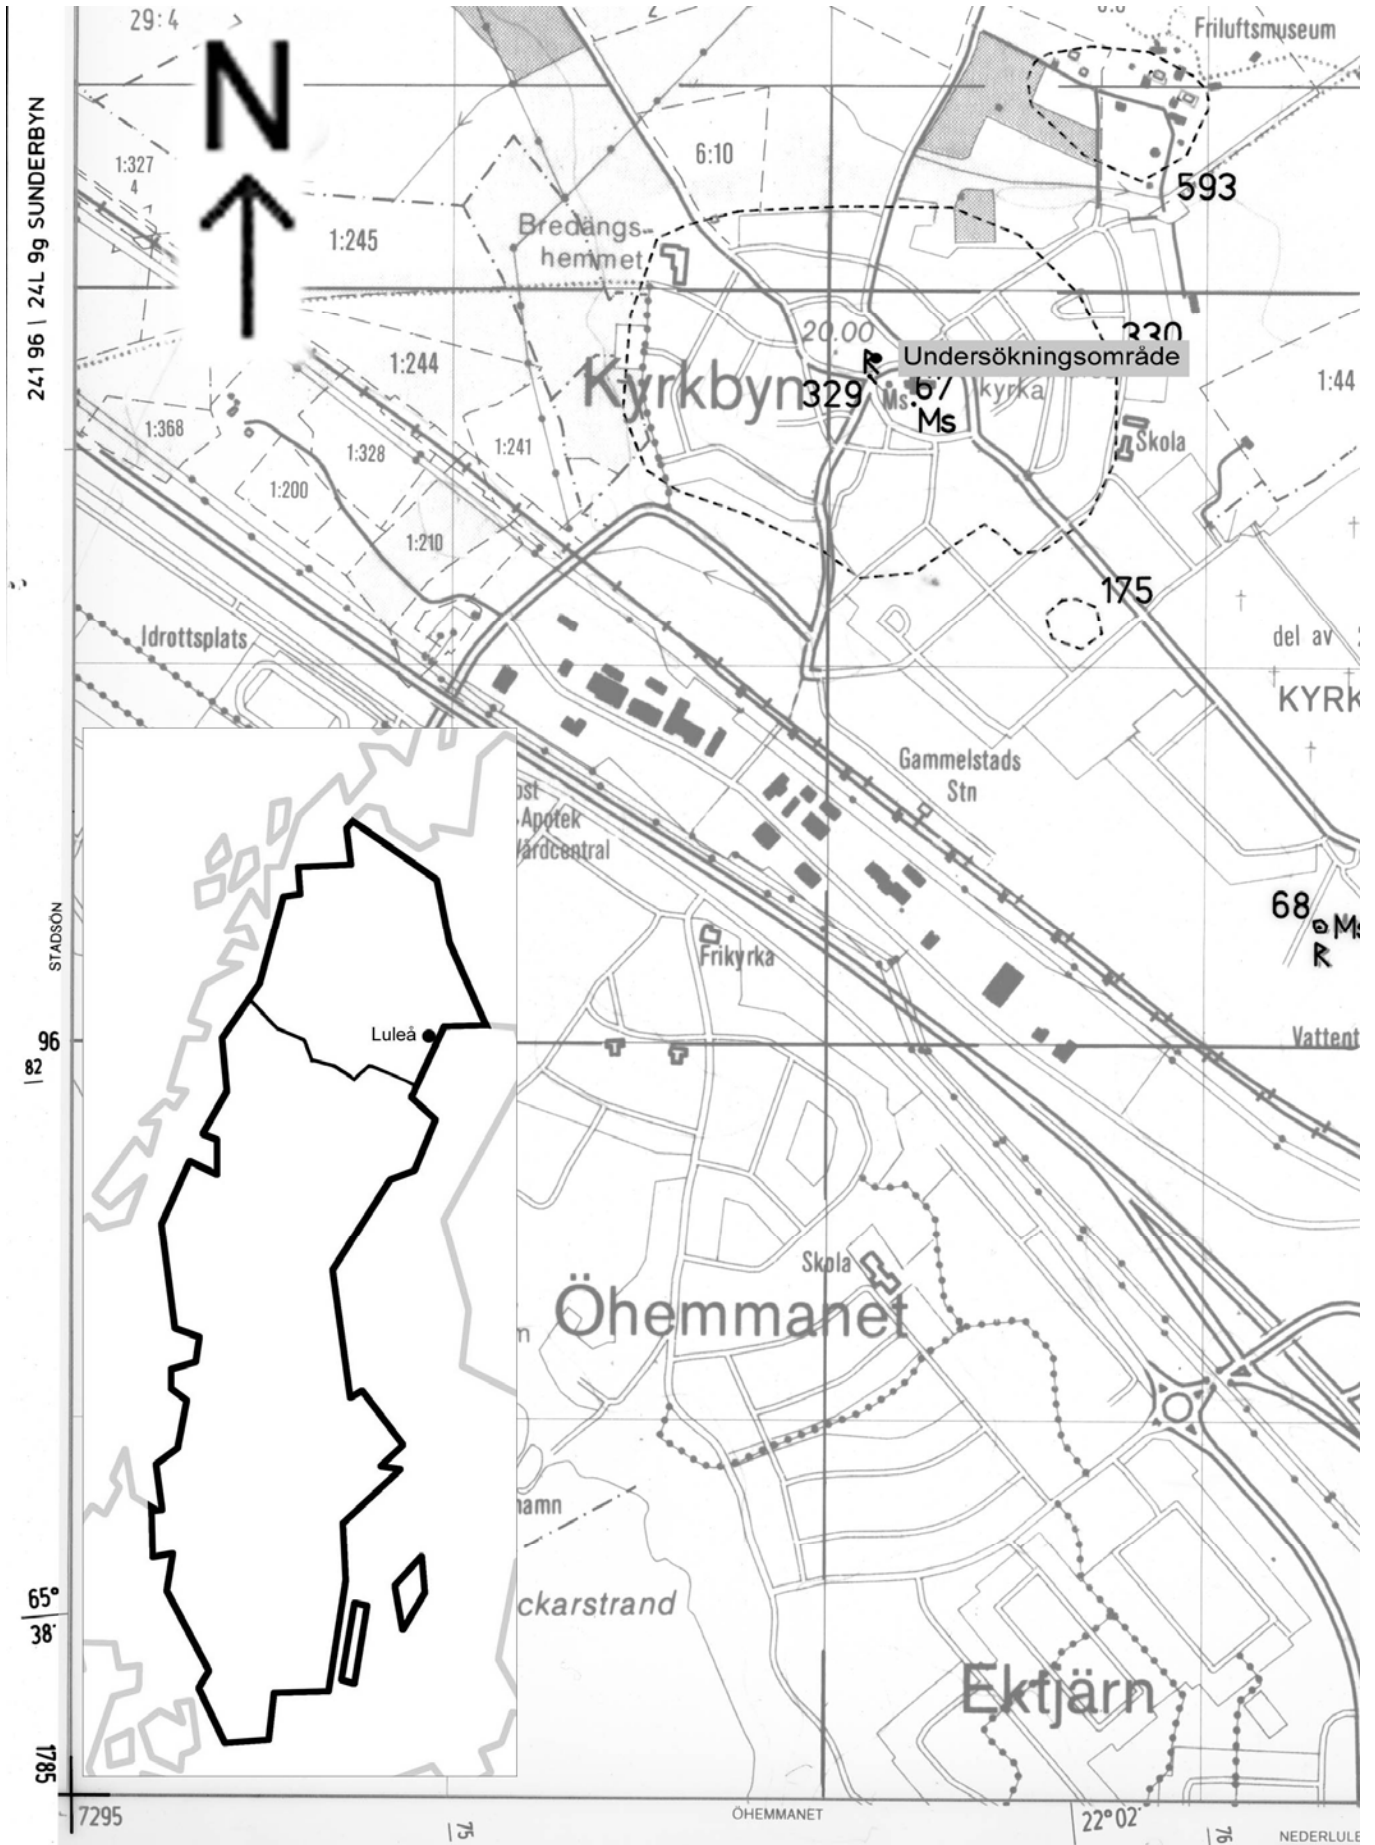 29:4
N
241 96 | 24L 9g SUNDERBYN
Friluftsmuseum
1:327
4
6:10
593
1:245
Bredängs-
hemmet
20.00
330
Undersökningsområde
R
1:244
Kyrkbyn
329
Ms.
67
Ms
kyrka
1:44
1:368
1:328
1:241
Skola
1:200
1:210
175
Idrottsplats
del av
KYRK
Gammelstads
Stn
ost
Apotek
Vårdcentral
68
Ms
R
STADSÖN
Frikyrka
Luleå
96
82
Vattent
Skola
Öhemmanet
m
hamn
65°
38'
ckarstrand
Ektjärn
1785
7295
ÖHEMMANET
22°02'
75
76
NEDERLULE